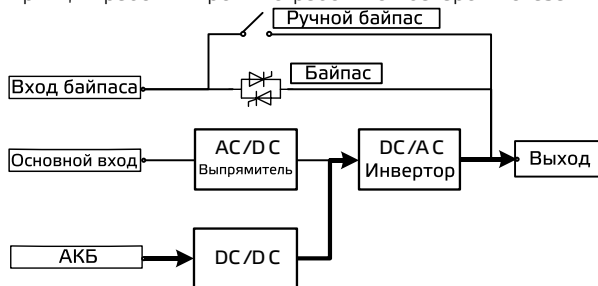 Ручной байпас
Байпас
Вход байпаса
AC/DC
Выпрямитель
DC/AC
Инвертор
Основной вход
Выход
АКБ
DC/DC